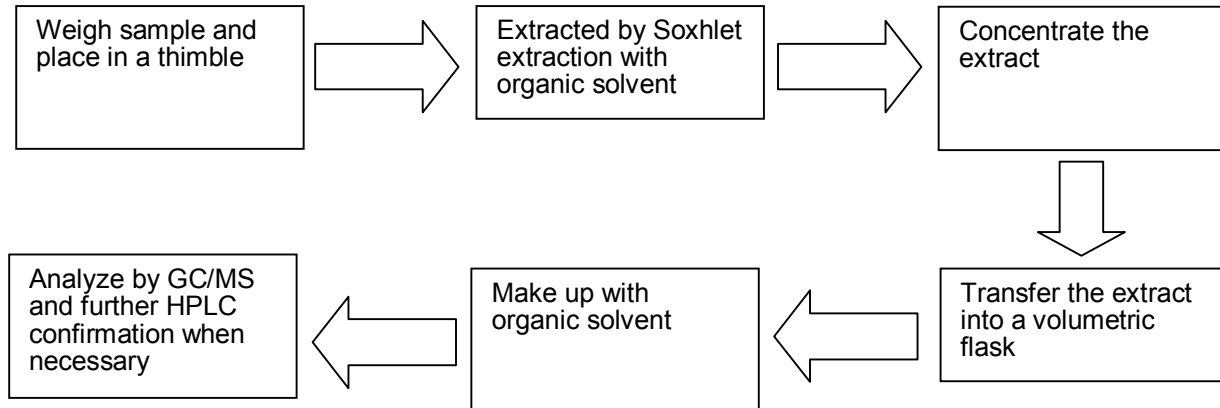 Weigh sample and
place in a thimble
Extracted by Soxhlet
extraction with
organic solvent
Concentrate the
extract
Transfer the extract
into a volumetric
flask
Make up with
organic solvent
Analyze by GC/MS
and further HPLC
confirmation when
necessary